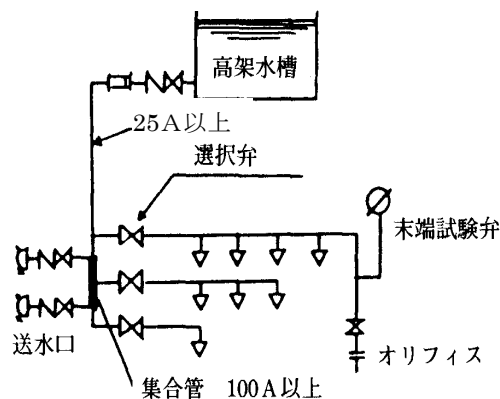 高架水槽
25A以上
選択弁
末端試験弁
送水口
オリフィス
集合管 100A以上